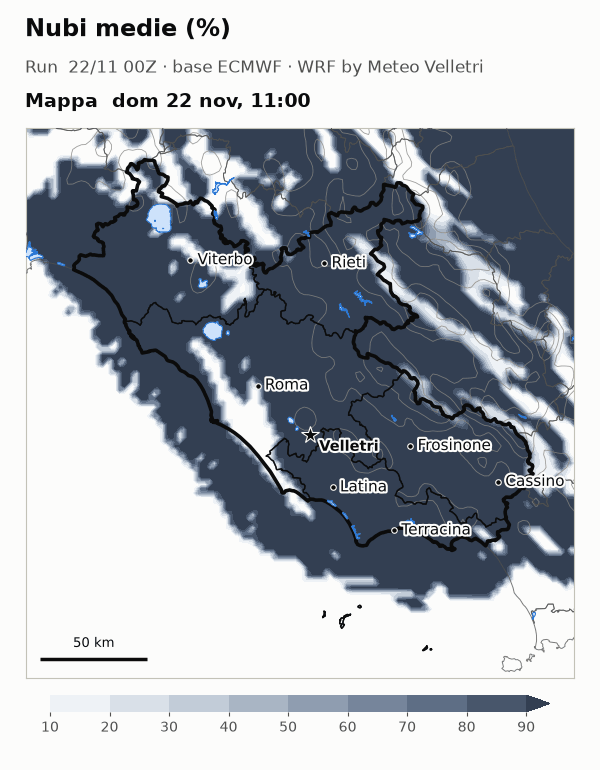 Nubi medie (%)
Run  22/11 00Z · base ECMWF · WRF by Meteo Velletri
Mappa  dom 22 nov, 11:00
Viterbo
Rieti
Roma
Velletri
Frosinone
Cassino
Latina
Terracina
50 km
10 20 30 40 50 60 70 80 90